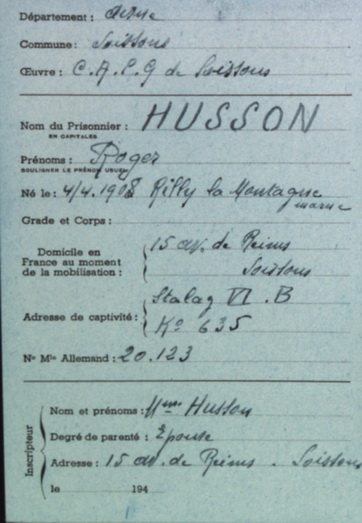 Département : Aisne
Commune : Soissons
Œuvre : C.A.P.G de Soissons
Nom du Prisonnier : HUSSON
EN CAPITALES
Prénoms : Roger
SOULIGNER LE PRÉNOM USUEL
Né le : 4/4.1908 Rilly la Montagne
marne
Grade et Corps :
Domicile en
France au moment
de la mobilisation :
15 av. de Reims
Soissons
Adresse de captivité :
Stalag VI . B
Ko 635
No Mle Allemand : 20.123
Inscripteur
Nom et prénoms : Mme Husson
Degré de parenté : Epouse
Adresse : 15 av. de Reims . Soissons
le 194